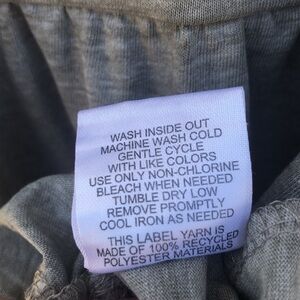 WASH INSIDE OUT
MACHINE WASH COLD
GENTLE CYCLE
WITH LIKE COLORS
USE ONLY NON-CHLORINE
BLEACH WHEN NEEDED
TUMBLE DRY LOW
REMOVE PROMPTLY
COOL IRON AS NEEDED
THIS LABEL YARN IS
MADE OF 100% RECYCLED
POLYESTER MATERIALS